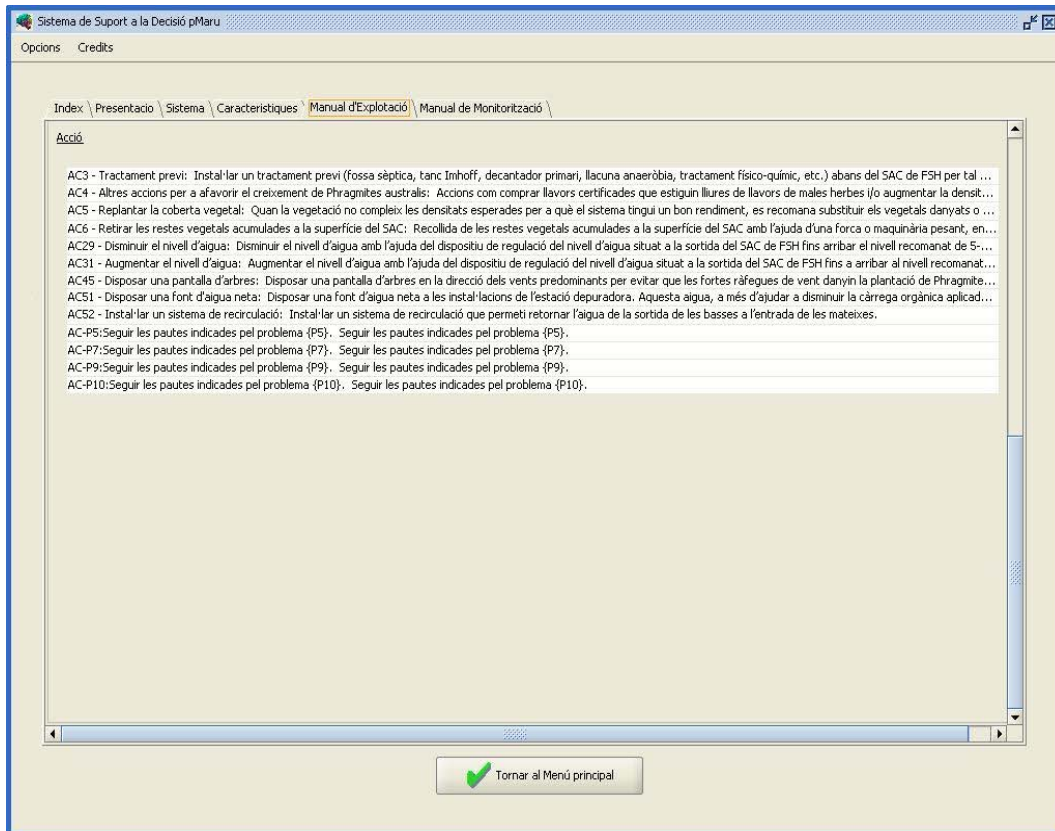 Sistema de Suport a la Decisió pMaru
Opcions Credits
Index Presentacio Sistema Caracteristiques Manual d'Explotació Manual de Monitorització
Acció
AC3 - Tractament previ: Instal·lar un tractament previ (fossa sèptica, tanc Imhoff, decantador primari, llacuna anaeròbia, tractament físico-químic, etc.) abans del SAC de FSH per tal ...
AC4 - Altres accions per a afavorir el creixement de Phragmites australis: Accions com comprar llavors certificades que estiguin lliures de llavors de males herbes i/o augmentar la densit...
AC5 - Replantar la coberta vegetal: Quan la vegetació no compleix les densitats esperades per a què el sistema tingui un bon rendiment, es recomana substituir els vegetals danyats o ...
AC6 - Retirar les restes vegetals acumulades a la superfície del SAC: Recollida de les restes vegetals acumulades a la superfície del SAC amb l'ajuda d'una forca o maquinària pesant, en...
AC29 - Disminuir el nivell d'aigua: Disminuir el nivell d'aigua amb l'ajuda del dispositiu de regulació del nivell d'aigua situat a la sortida del SAC de FSH fins arribar el nivell recomanat de 5-...
AC31 - Augmentar el nivell d'aigua: Augmentar el nivell d'aigua amb l'ajuda del dispositiu de regulació del nivell d'aigua situat a la sortida del SAC de FSH fins a arribar al nivell recomanat...
AC45 - Disposar una pantalla d'arbres: Disposar una pantalla d'arbres en la direcció dels vents predominants per evitar que les fortes ràfegues de vent danyin la plantació de Phragmite...
AC51 - Disposar una font d'aigua neta: Disposar una font d'aigua neta a les instal·lacions de l'estació depuradora. Aquesta aigua, a més d'ajudar a disminuir la càrrega orgànica aplicad...
AC52 - Instal·lar un sistema de recirculació: Instal·lar un sistema de recirculació que permeti retornar l'aigua de la sortida de les basses a l'entrada de les mateixes.
AC-P5:Seguir les pautes indicades pel problema {P5}. Seguir les pautes indicades pel problema {P5}.
AC-P7:Seguir les pautes indicades pel problema {P7}. Seguir les pautes indicades pel problema {P7}.
AC-P9:Seguir les pautes indicades pel problema {P9}. Seguir les pautes indicades pel problema {P9}.
AC-P10:Seguir les pautes indicades pel problema {P10}. Seguir les pautes indicades pel problema {P10}.
Tornar al Menú principal